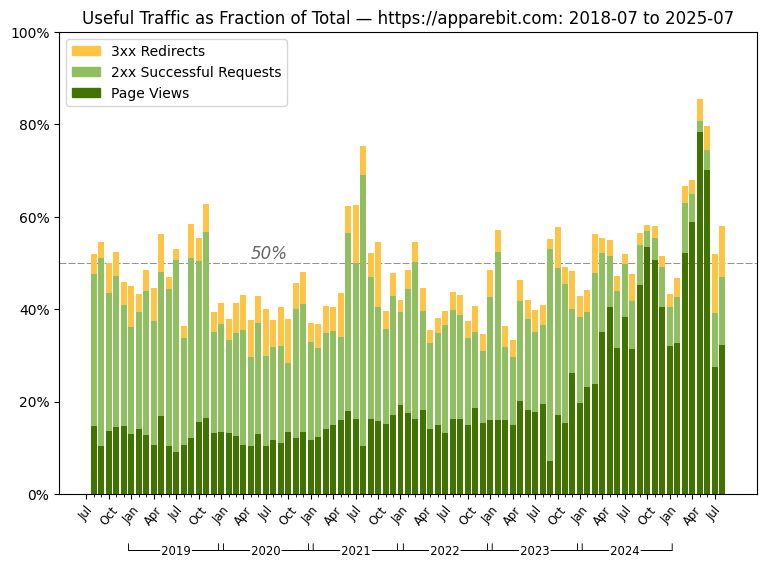 Useful Traffic as Fraction of Total — https://apparebit.com: 2018-07 to 2025-07
100%
3xx Redirects
2xx Successful Requests
Page Views
80%
60%
50%
40%
20%
0%
Jul Oct Jan Apr Jul Oct Jan Apr Jul Oct Jan Apr Jul Oct Jan Apr Jul Oct Jan Apr Jul Oct Jan Apr Jul Oct Jan Apr Jul
2019 2020 2021 2022 2023 2024